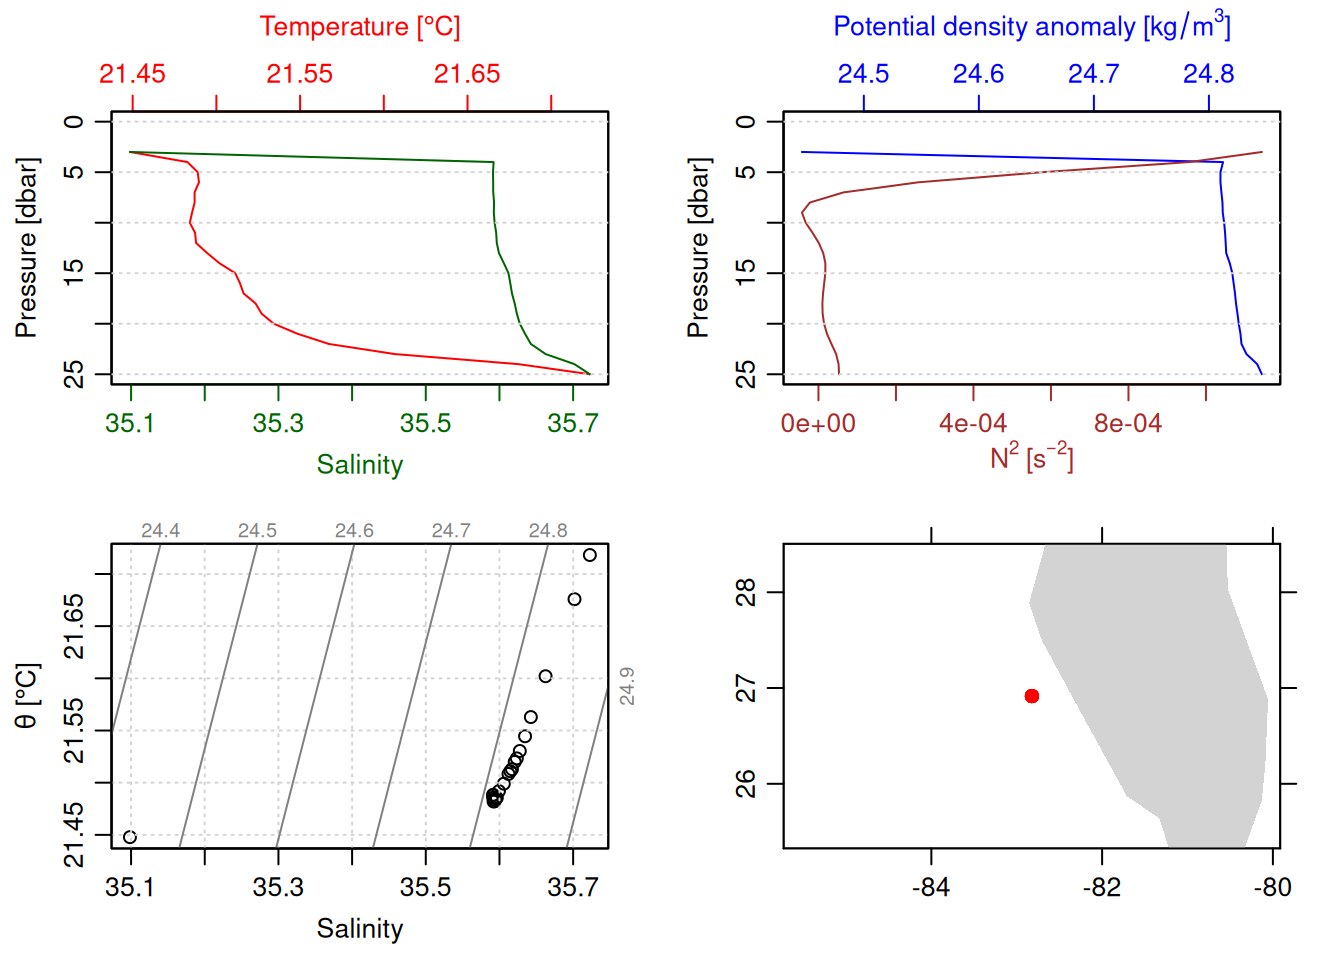 Temperature [°C]
21.45 21.55 21.65
Pressure [dbar]
0 5 15 25
35.1 35.3 35.5 35.7
Salinity
Potential density anomaly [kg/m³]
24.5 24.6 24.7 24.8
Pressure [dbar]
0 5 15 25
0e+00 4e-04 8e-04
N² [s⁻²]
24.4 24.5 24.6 24.7 24.8
24.9
θ [°C]
21.65 21.55 21.45
35.1 35.3 35.5 35.7
Salinity
28 27 26
-84 -82 -80